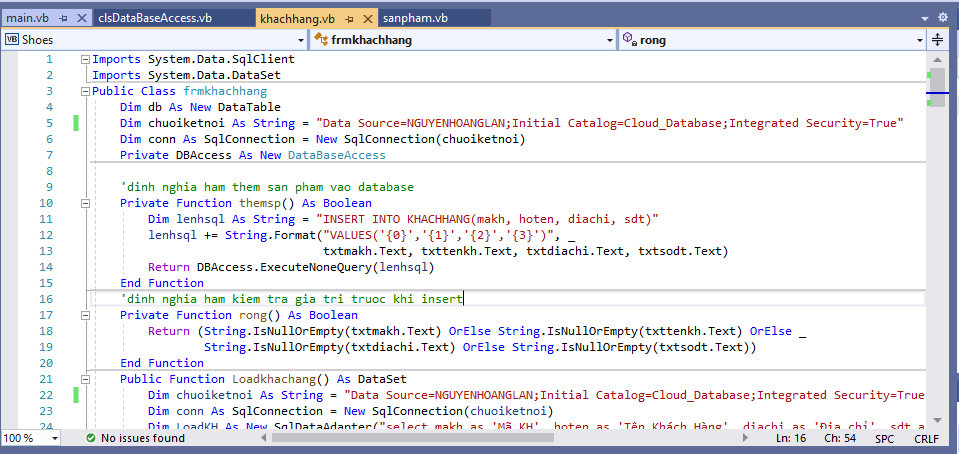 main.vb clsDataBaseAccess.vb khachhang.vb sanpham.vb
VB Shoes frmkhachhang rong
1 Imports System.Data.SqlClient
2 Imports System.Data.DataSet
3 Public Class frmkhachhang
4 Dim db As New DataTable
5 Dim chuoiketnoi As String = "Data Source=NGUYENHOANGLAN;Initial Catalog=Cloud_Database;Integrated Security=True"
6 Dim conn As SqlConnection = New SqlConnection(chuoiketnoi)
7 Private DBAccess As New DataBaseAccess
8
9 'dinh nghia ham them san pham vao database
10 Private Function themsp() As Boolean
11 Dim lenhsql As String = "INSERT INTO KHACHHANG(makh, hoten, diachi, sdt)"
12 lenhsql += String.Format("VALUES('{0}','{1}','{2}','{3}')", _
13 txtmakh.Text, txttenkh.Text, txtdiachi.Text, txtsodt.Text)
14 Return DBAccess.ExecuteNoneQuery(lenhsql)
15 End Function
16 'dinh nghia ham kiem tra gia tri truoc khi insert
17 Private Function rong() As Boolean
18 Return (String.IsNullOrEmpty(txtmakh.Text) OrElse String.IsNullOrEmpty(txttenkh.Text) OrElse _
19 String.IsNullOrEmpty(txtdiachi.Text) OrElse String.IsNullOrEmpty(txtsodt.Text))
20 End Function
21 Public Function Loadkhachang() As DataSet
22 Dim chuoiketnoi As String = "Data Source=NGUYENHOANGLAN;Initial Catalog=Cloud_Database;Integrated Security=True
23 Dim conn As SqlConnection = New SqlConnection(chuoiketnoi)
24 Dim LoadKH As New SqlDataAdapter("select makh as 'Mã KH', hoten as 'Tên Khách Hàng', diachi as 'Địa chỉ', sdt a
100 % No issues found Ln: 16 Ch: 54 SPC CRLF